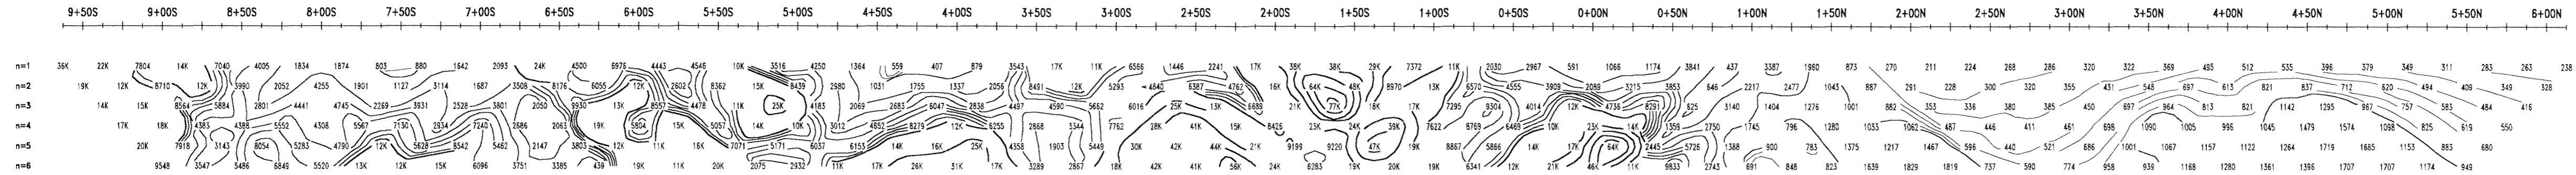 9+50S 9+00S 8+50S 8+00S 7+50S 7+00S 6+50S 6+00S 5+50S 5+00S 4+50S 4+00S 3+50S 3+00S 2+50S 2+00S 1+50S 1+00S 0+50S 0+00N 0+50N 1+00N 1+50N 2+00N 2+50N 3+00N 3+50N 4+00N 4+50N 5+00N 5+50N 6+00N
n=1 36K 22K 7804 14K 7040 4005 1834 1874 803 880 1642 2093 24K 4500 6976 4443 4546 10K 3516 4250 1364 559 407 879 3543 17K 11K 6566 1446 2241 17K 38K 38K 29K 7372 11K 2030 2967 591 1066 1174 3841 437 3387 1960 873 270 211 224 268 286 320 322 369 495 512 535 396 379 349 311 283 263 238
n=2 19K 12K 8710 12K 3990 2052 4255 1901 1127 3114 1687 3508 8176 6055 12K 2602 8362 15K 8439 2980 1031 1755 1337 2056 8491 12K 5293 4840 6387 4762 16K 64K 48K 8970 13K 6570 4555 3909 2089 3215 3853 646 2217 2477 1043 887 291 228 300 320 355 431 548 697 613 821 837 712 620 494 409 349 328
n=3 14K 15K 8564 5884 2801 4441 4745 2269 3931 2528 3801 2050 9930 13K 8557 4478 11K 25K 4183 2069 2683 6047 2838 4497 4590 5662 6016 25K 13K 6689 21K 77K 18K 17K 7295 9304 4014 12K 4736 8291 625 3140 1404 1276 1001 882 353 336 380 385 450 697 964 813 821 1142 1295 967 757 583 484 416
n=4 17K 18K 4383 4388 5552 4308 5567 7130 2934 7240 2686 2063 19K 5804 15K 5057 14K 10K 3012 4652 8279 12K 6255 2868 3344 7762 28K 41K 15K 8426 23K 24K 39K 7622 6769 6469 10K 25K 14K 1359 2750 1745 796 1280 1033 1062 487 446 411 461 698 1090 1005 996 1045 1479 1574 1098 825 619 550
n=5 20K 7918 3143 8054 5283 4790 12K 5628 8542 5462 2147 3803 12K 11K 16K 7071 5171 6037 6153 14K 16K 25K 4358 1903 5449 30K 42K 44K 21K 9199 9220 47K 19K 8867 5866 14K 17K 64K 2445 5726 1388 900 783 1375 1217 1467 596 440 521 686 1001 1067 1157 1122 1264 1719 1685 1153 883 680
n=6 9548 3547 5486 6849 5520 13K 12K 15K 6096 3751 3385 439 19K 11K 20K 2075 2932 11K 17K 26K 31K 17K 3289 2867 18K 42K 41K 56K 24K 6283 19K 20K 19K 6341 12K 21K 46K 11K 9833 2743 691 848 823 1639 1829 1819 737 590 774 958 939 1168 1280 1361 1396 1707 1707 1174 949